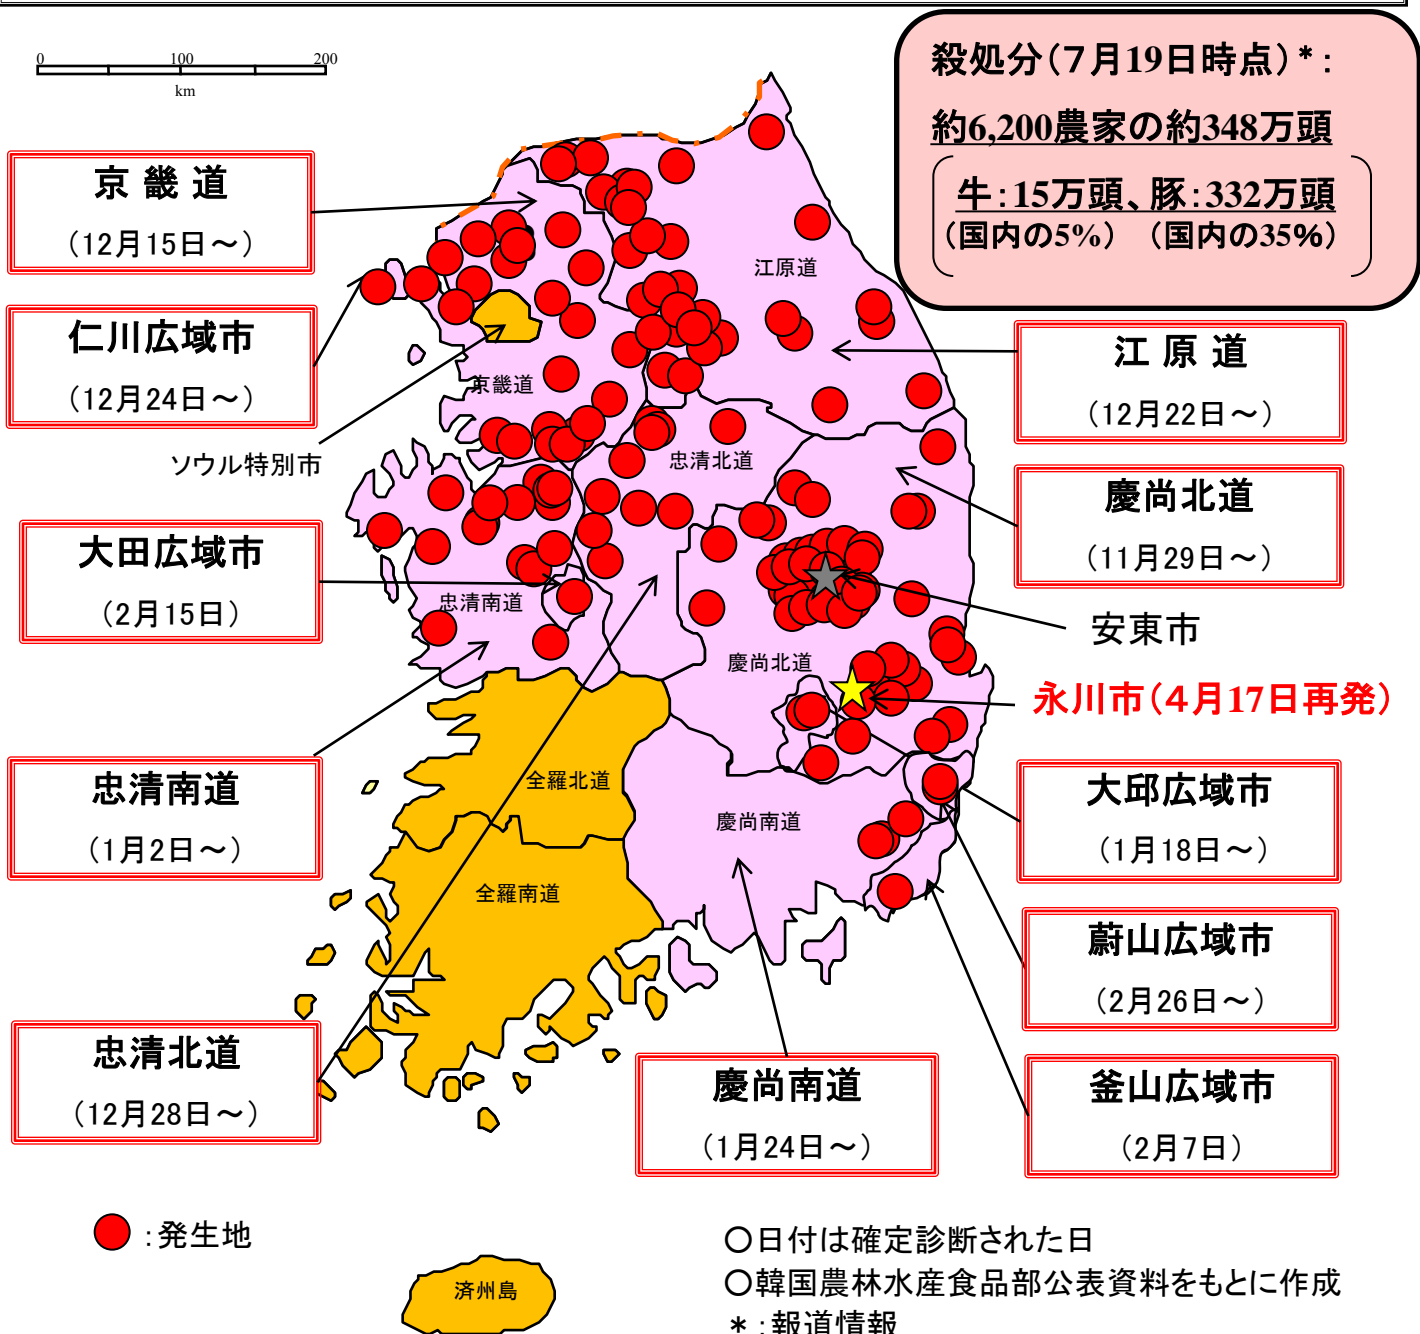 0 100 200
km
殺処分(7月19日時点)*:
約6,200農家の約348万頭
牛:15万頭、豚:332万頭
(国内の5%) (国内の35%)
京畿道
(12月15日～)
仁川広域市
(12月24日～)
ソウル特別市
大田広域市
(2月15日)
忠清南道
(1月2日～)
忠清北道
(12月28日～)
江原道
(12月22日～)
慶尚北道
(11月29日～)
安東市
永川市(4月17日再発)
大邱広域市
(1月18日～)
蔚山広域市
(2月26日～)
釜山広域市
(2月7日)
慶尚南道
(1月24日～)
江原道
京畿道
忠清北道
忠清南道
慶尚北道
全羅北道
慶尚南道
全羅南道
済州島
:発生地
○日付は確定診断された日
○韓国農林水産食品部公表資料をもとに作成
*:報道情報